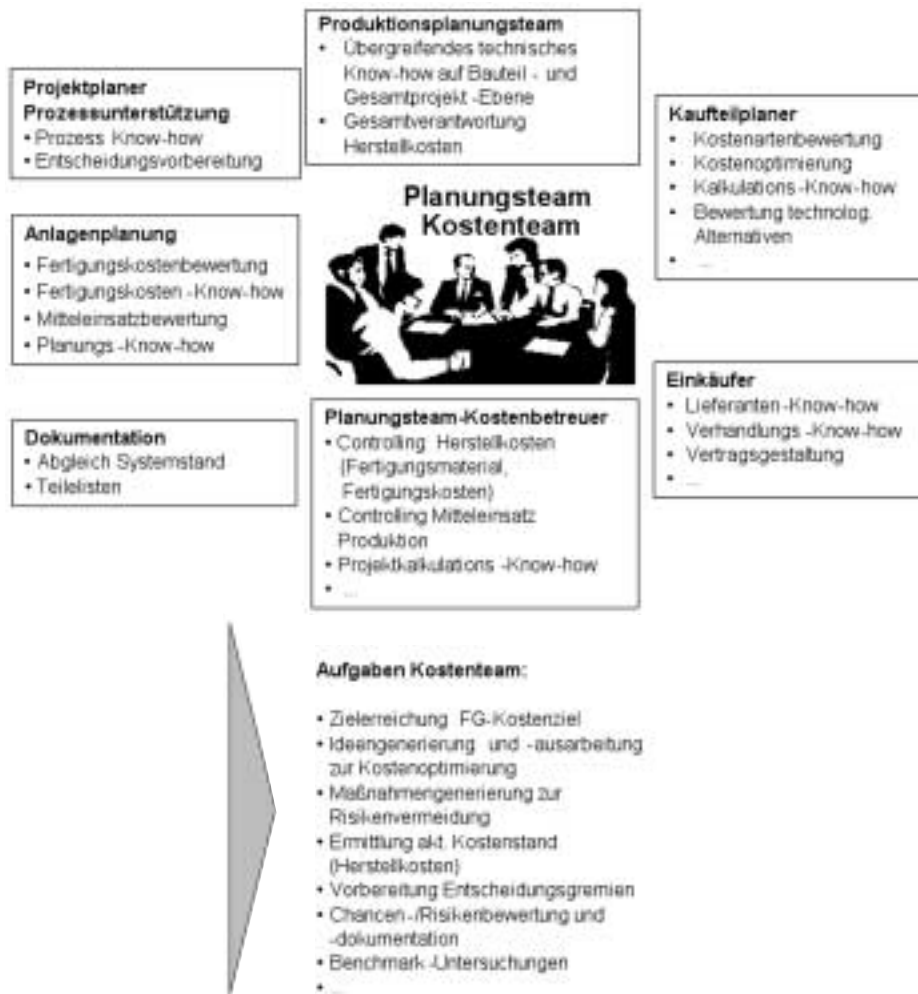 Produktionsplanungsteam
• Übergreifendes technisches
Know-how auf Bauteil - und
Gesamtprojekt -Ebene
• Gesamtverantwortung
Herstellkosten
Projektplaner
Prozessunterstützung
• Prozess Know-how
• Entscheidungsvorbereitung
Kaufteilplaner
• Kostenartenbewertung
• Kostenoptimierung
• Kalkulations -Know-how
• Bewertung technolog.
Alternativen
• ...
Planungsteam
Kostenteam
Anlagenplanung
• Fertigungskostenbewertung
• Fertigungskosten -Know-how
• Mitteleinsatzbewertung
• Planungs -Know-how
Einkäufer
• Lieferanten -Know-how
• Verhandlungs -Know-how
• Vertragsgestaltung
• ...
Dokumentation
• Abgleich Systemstand
• Teilelisten
Planungsteam-Kostenbetreuer
• Controlling Herstellkosten
(Fertigungsmaterial,
Fertigungskosten)
• Controlling Mitteleinsatz
Produktion
• Projektkalkulations -Know-how
• ...
Aufgaben Kostenteam:
• Zielerreichung FG-Kostenziel
• Ideengenerierung und -ausarbeitung
zur Kostenoptimierung
• Maßnahmengenerierung zur
Risikenvermeidung
• Ermittlung akt. Kostenstand
(Herstellkosten)
• Vorbereitung Entscheidungsgremien
• Chancen -/Risikenbewertung und
-dokumentation
• Benchmark -Untersuchungen
• ...